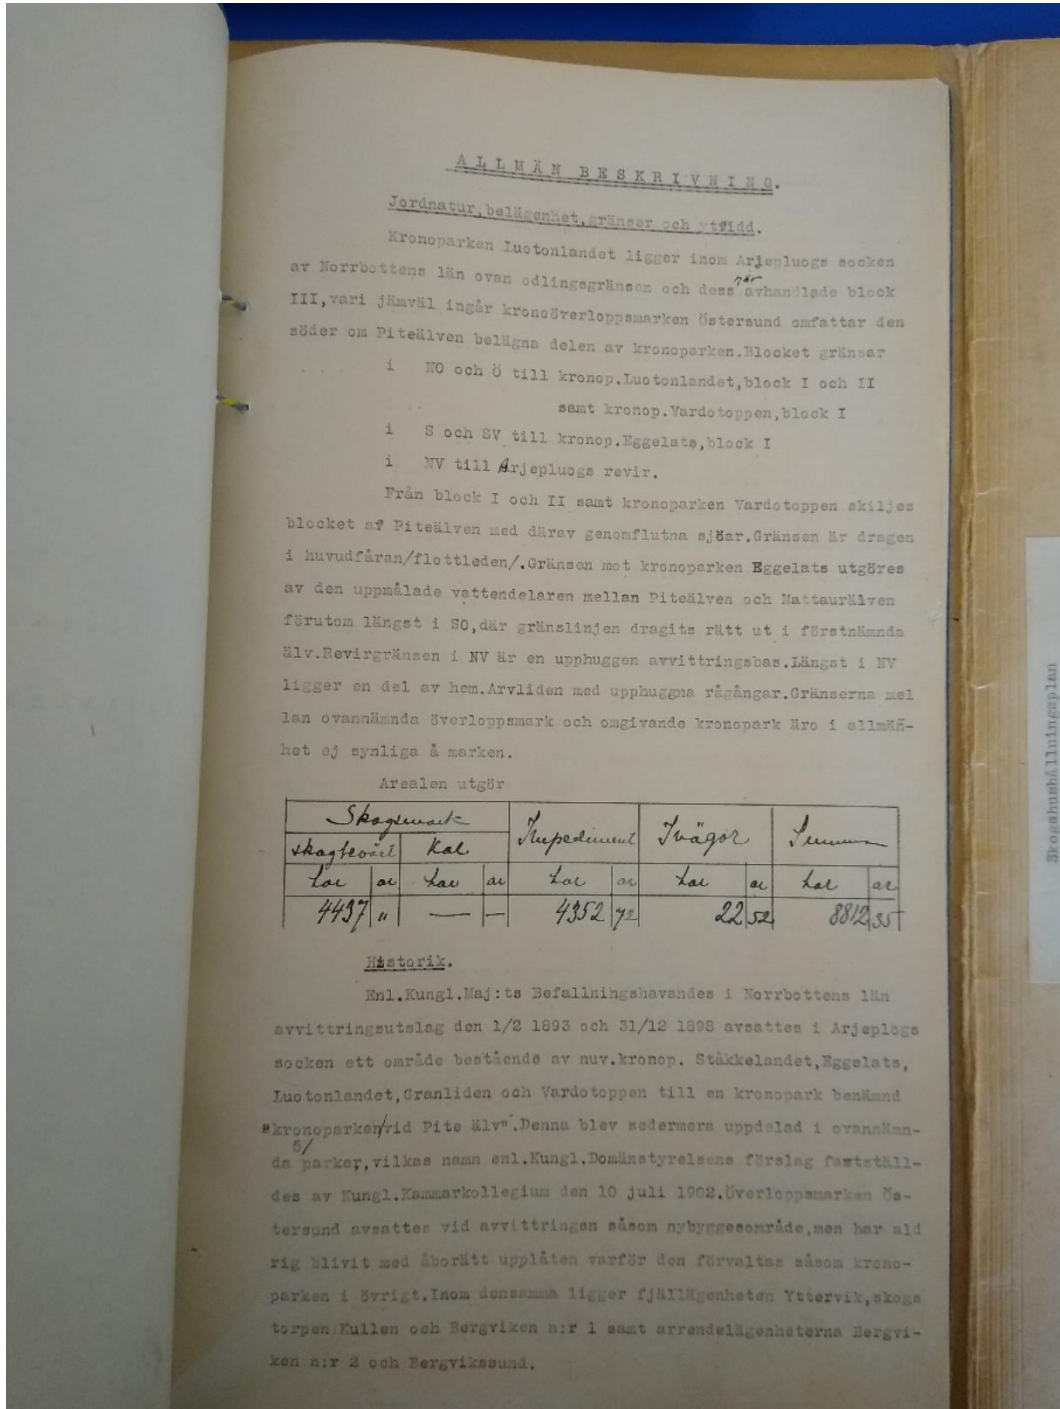 ALLMÄN BESKRIVNING.
Jordnatur, belägenhet, gränser och ytvidd.
Kronoparken Luotonlandet ligger inom Arjepluogs socken
av Norrbottens län ovan odlingsgränsen och dess här avhandlade block
III, vari jämväl ingår kronoöverloppsmarken Östersund omfattar den
söder om Piteälven belägna delen av kronoparken. Blocket gränsar
i NO och Ö till kronop. Luotonlandet, block I och II
samt kronop. Vardotoppen, block I
i S och SV till kronop. Eggelats, block I
i NV till Arjepluogs revir.
Från block I och II samt kronoparken Vardotoppen skiljes
blocket af Piteälven med därav genomflutna sjöar. Gränsen är dragen
i huvudfåran/flottleden/. Gränsen mot kronoparken Eggelats utgöres
av den uppmålade vattendelaren mellan Piteälven och Mattaurälven
förutom längst i SO, där gränslinjen dragits rätt ut i förstnämnda
älv. Revirgränsen i NV är en upphuggen avvittringsbas. Längst i NV
ligger en del av hem. Arvliden med upphuggna rågångar. Gränserna mel
lan ovannämnda överloppsmark och omgivande kronopark äro i allmän-
het ej synliga å marken.
Arealen utgör
Skogsmark Impediment Tvägor Summa
skogbevärt Kal
har ar har ar har ar har ar har ar
4437 " — — 4352 72 22 52 8812 35
Historik.
Enl. Kungl. Maj:ts Befallningshavandes i Norrbottens län
avvittringsutslag den 1/2 1893 och 31/12 1898 avsattes i Arjeplogs
socken ett område bestående av nuv. kronop. Ståkkelandet, Eggelats,
Luotonlandet, Granliden och Vardotoppen till en kronopark benämnd
"kronoparken/vid Pite älv". Denna blev sedermera uppdelad i ovannämn-
5/
da parker, vilkas namn enl. Kungl. Domänstyrelsens förslag fastställ-
des av Kungl. Kammarkollegium den 10 juli 1902. Överloppsmarken Ös-
tersund avsattes vid avvittringen såsom nybyggesområde, men har ald
rig blivit med åborätt upplåten varför den förvaltas såsom krono-
parken i övrigt. Inom densamma ligger fjällägenheten Yttervik, skogs
torpen Kullen och Bergviken n:r 1 samt arrendelägenheterna Bergvi-
ken n:r 2 och Bergvikssund.
Skogshushållningsplan